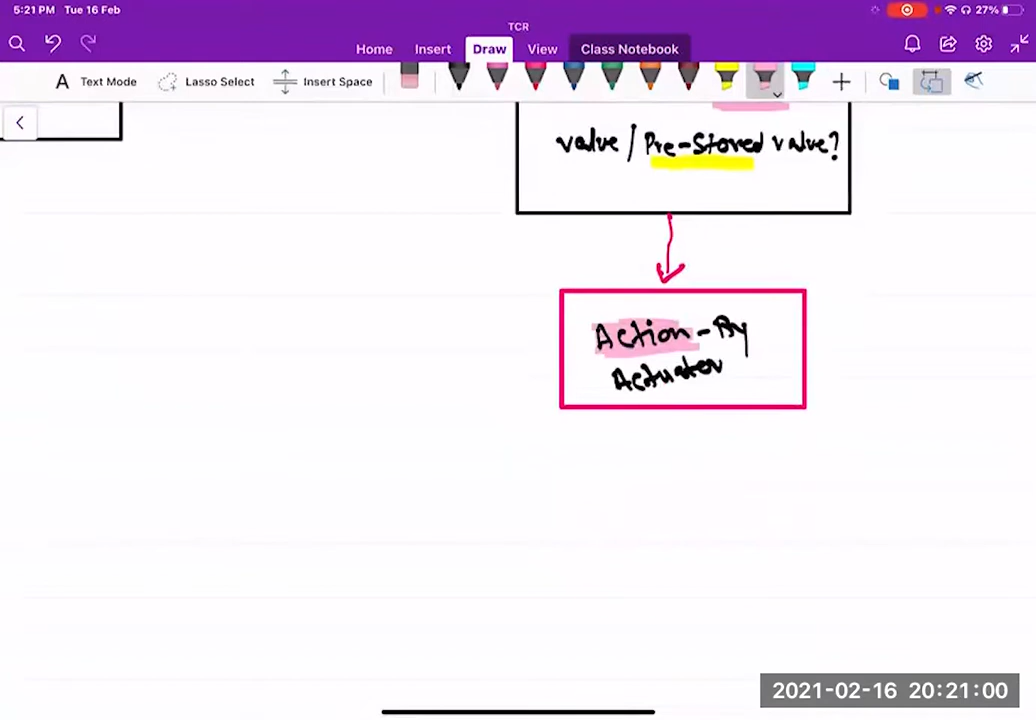 5:21 PM Tue 16 Feb
27%
TCR
Home Insert Draw View Class Notebook
A Text Mode Lasso Select Insert Space
value / Pre-Stored value?
Action - By
Actuator
2021-02-16 20:21:00